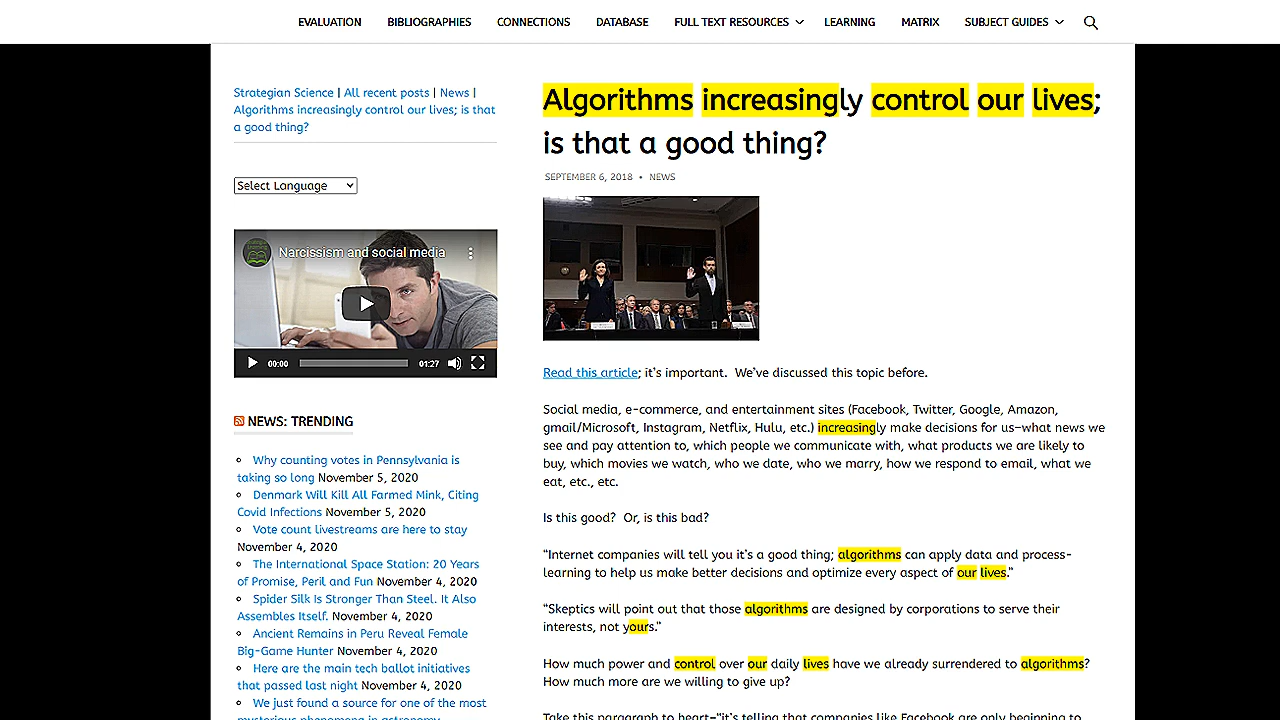 EVALUATION BIBLIOGRAPHIES CONNECTIONS DATABASE FULL TEXT RESOURCES LEARNING MATRIX SUBJECT GUIDES
Strategian Science | All recent posts | News |
Algorithms increasingly control our lives; is that
a good thing?
Select Language
Narcissism and social media
00:00 01:27
NEWS: TRENDING
Why counting votes in Pennsylvania is
taking so long November 5, 2020
Denmark Will Kill All Farmed Mink, Citing
Covid Infections November 5, 2020
Vote count livestreams are here to stay
November 4, 2020
The International Space Station: 20 Years
of Promise, Peril and Fun November 4, 2020
Spider Silk Is Stronger Than Steel. It Also
Assembles Itself. November 4, 2020
Ancient Remains in Peru Reveal Female
Big-Game Hunter November 4, 2020
Here are the main tech ballot initiatives
that passed last night November 4, 2020
We just found a source for one of the most
mysterious phenomena in astronomy
Algorithms increasingly control our lives;
is that a good thing?
SEPTEMBER 6, 2018 • NEWS
Read this article; it's important. We've discussed this topic before.
Social media, e-commerce, and entertainment sites (Facebook, Twitter, Google, Amazon,
gmail/Microsoft, Instagram, Netflix, Hulu, etc.) increasingly make decisions for us–what news we
see and pay attention to, which people we communicate with, what products we are likely to
buy, which movies we watch, who we date, who we marry, how we respond to email, what we
eat, etc., etc.
Is this good? Or, is this bad?
“Internet companies will tell you it's a good thing; algorithms can apply data and process-
learning to help us make better decisions and optimize every aspect of our lives.”
“Skeptics will point out that those algorithms are designed by corporations to serve their
interests, not yours.”
How much power and control over our daily lives have we already surrendered to algorithms?
How much more are we willing to give up?
Take this paragraph to heart–“it's telling that companies like Facebook are only beginning to